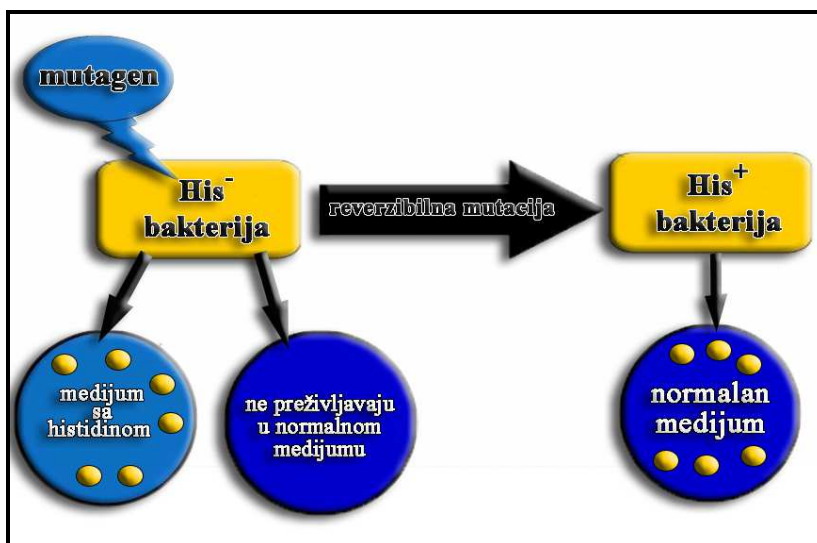 mutagen
His-
bakterija
reverzibilna mutacija
His+
bakterija
medijum
sa
histidinom
ne preživljavaju
u normalnom
medijumu
normalan
medijum